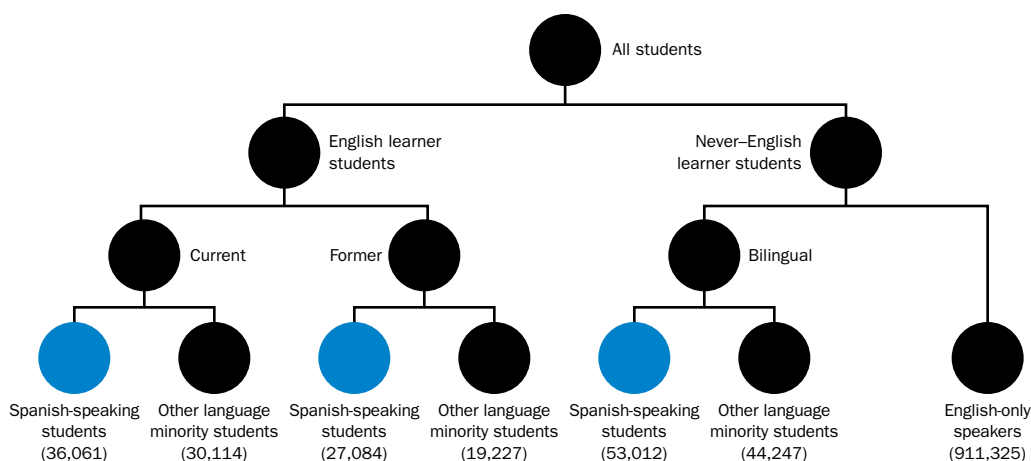 All students
English learner
students
Never–English
learner students
Current
Former
Bilingual
Spanish-speaking
students
(36,061)
Other language
minority students
(30,114)
Spanish-speaking
students
(27,084)
Other language
minority students
(19,227)
Spanish-speaking
students
(53,012)
Other language
minority students
(44,247)
English-only
speakers
(911,325)